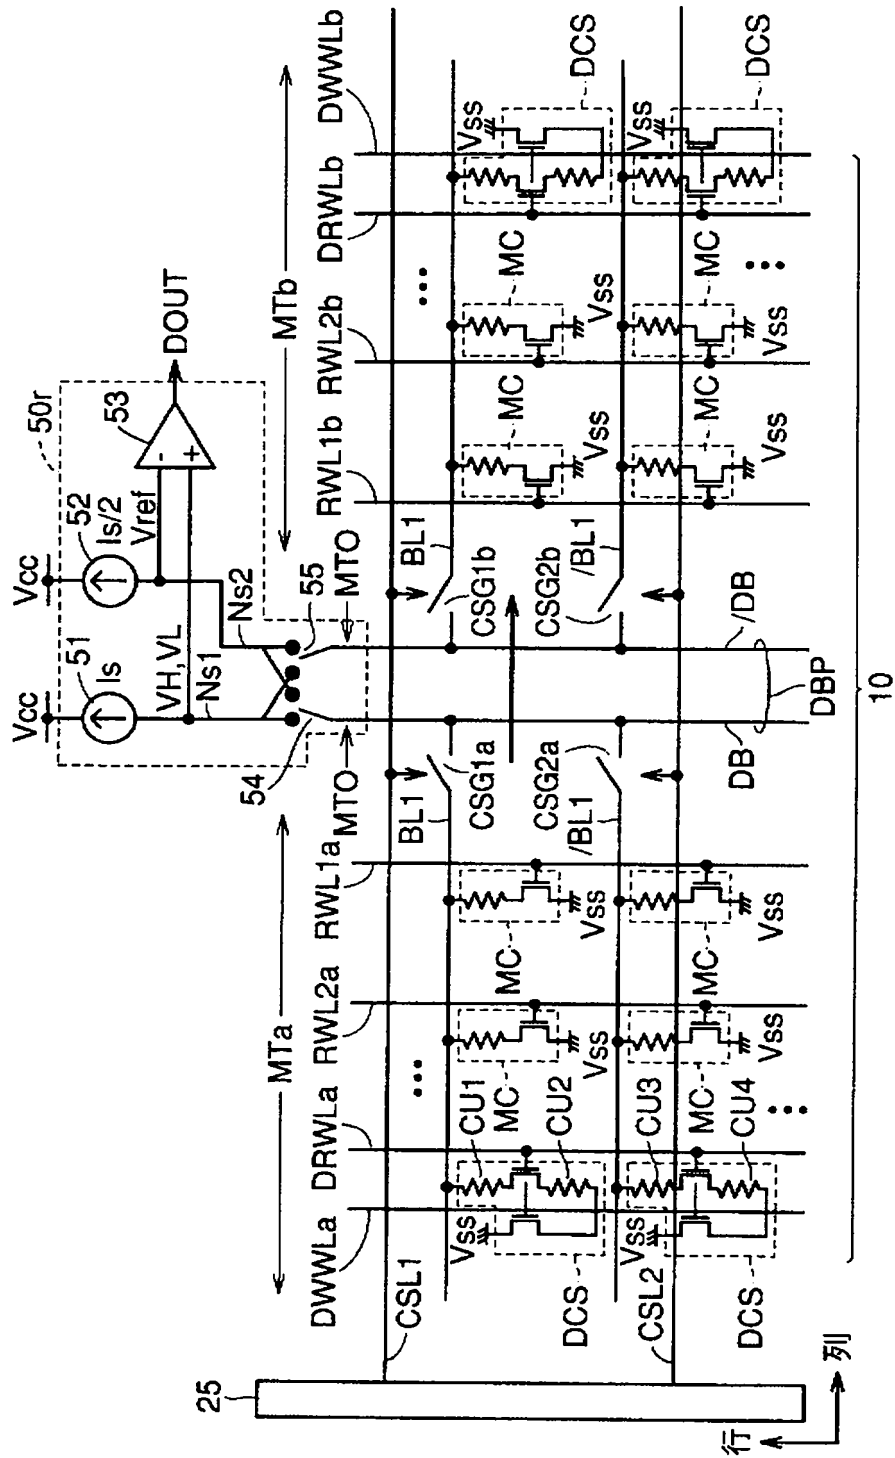 50r
Vcc
Vcc
51
Is
52
Is/2
53
DOUT
Vref
-
+
VH,VL
Ns1
Ns2
54
55
MTO
MTO
MTa
MTb
DWWLa
DRWLa
RWL2a
RWL1a
RWL1b
RWL2b
DRWLb
DWWLb
25
CSL1
BL1
BL1
CSG1a
CSG1b
Vss
CU1
CU2
MC
Vss
MC
Vss
MC
Vss
MC
Vss
Vss
DCS
DCS
...
...
CSL2
/BL1
/BL1
CSG2a
CSG2b
Vss
CU3
CU4
MC
Vss
MC
Vss
MC
Vss
MC
Vss
Vss
DCS
DCS
...
...
DB
/DB
DBP
10
行
列